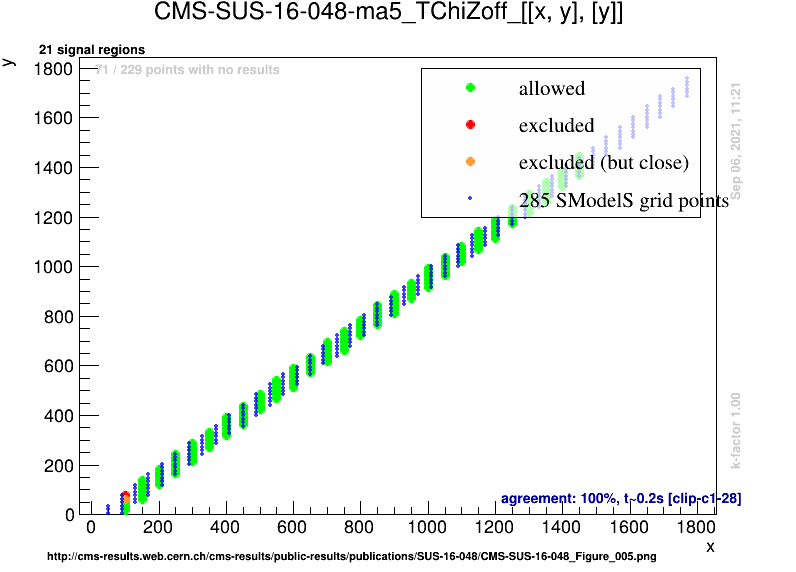 CMS-SUS-16-048-ma5_TChiZoff_[[x, y], [y]]
21 signal regions
y
71 / 229 points with no results
allowed
excluded
excluded (but close)
285 SModelS grid points
Sep 06, 2021, 11:21
k-factor 1.00
1800
1600
1400
1200
1000
800
600
400
200
0
agreement: 100%, t~0.2s [clip-c1-28]
0 200 400 600 800 1000 1200 1400 1600 1800
x
http://cms-results.web.cern.ch/cms-results/public-results/publications/SUS-16-048/CMS-SUS-16-048_Figure_005.png